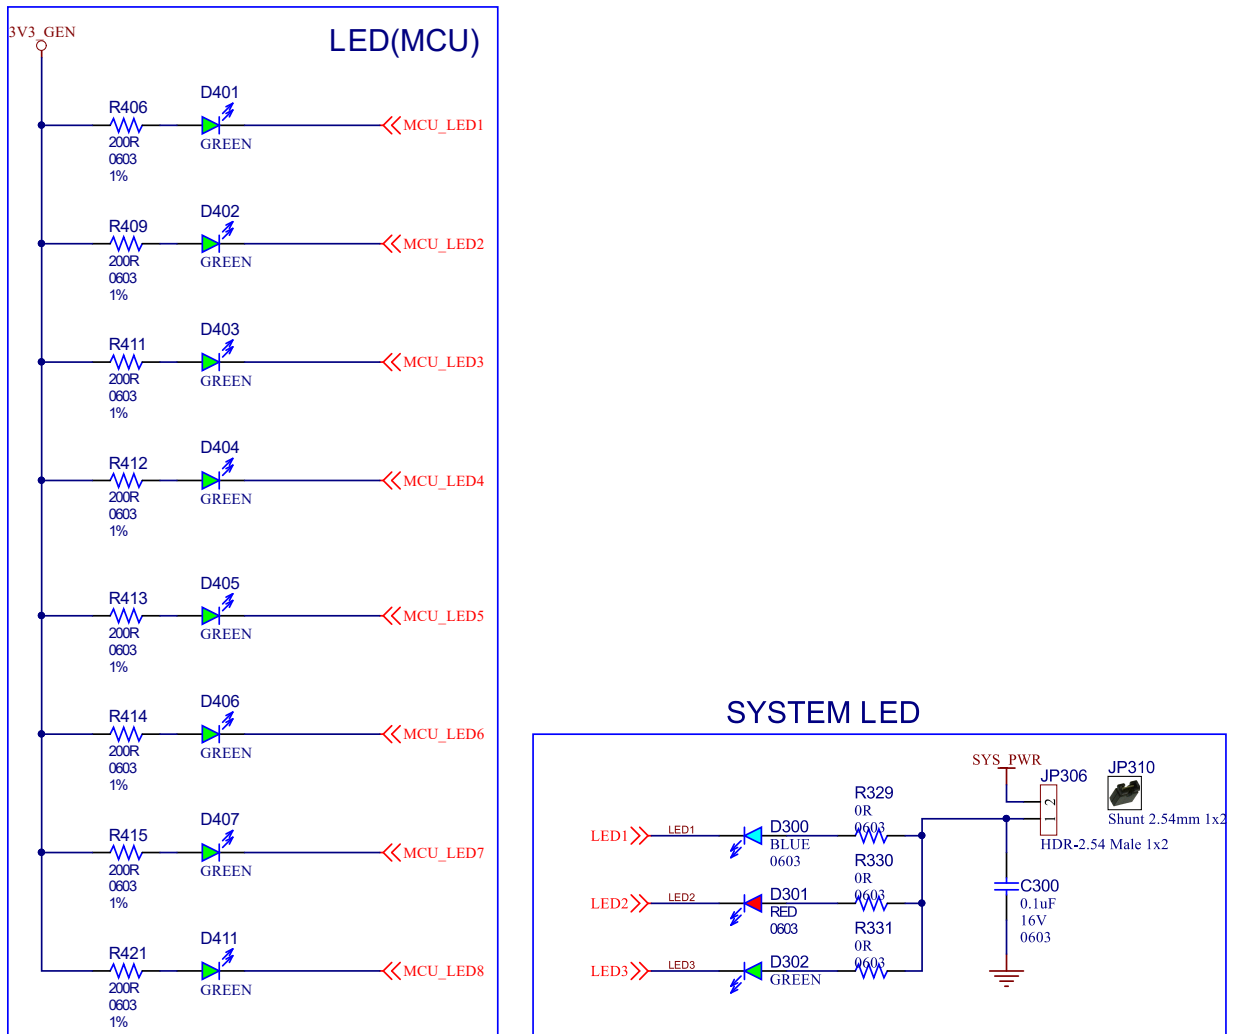 3V3_GEN
LED(MCU)
R406
200R
0603
1%
D401
GREEN
MCU_LED1
R409
200R
0603
1%
D402
GREEN
MCU_LED2
R411
200R
0603
1%
D403
GREEN
MCU_LED3
R412
200R
0603
1%
D404
GREEN
MCU_LED4
R413
200R
0603
1%
D405
GREEN
MCU_LED5
R414
200R
0603
1%
D406
GREEN
MCU_LED6
R415
200R
0603
1%
D407
GREEN
MCU_LED7
R421
200R
0603
1%
D411
GREEN
MCU_LED8
SYSTEM LED
SYS_PWR
JP306
2
1
HDR-2.54 Male 1x2
JP310
Shunt 2.54mm 1x2
R329
0R
0603
LED1
LED1
D300
BLUE
0603
R330
0R
0603
LED2
LED2
D301
RED
0603
R331
0R
0603
LED3
LED3
D302
GREEN
C300
0.1uF
16V
0603